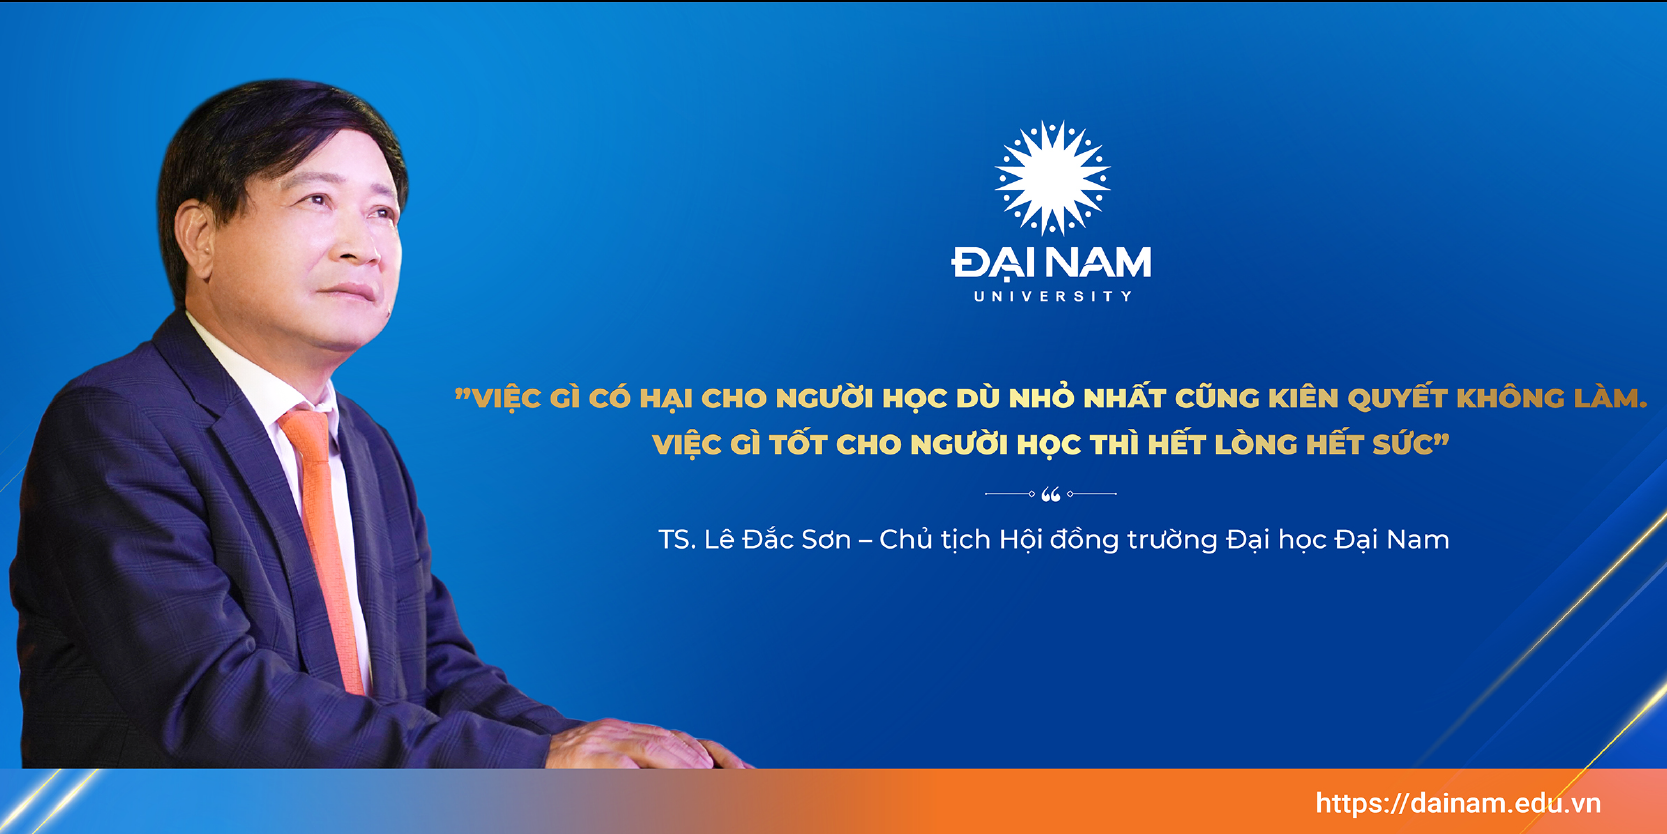 ĐẠI NAM
UNIVERSITY
”VIỆC GÌ CÓ HẠI CHO NGƯỜI HỌC DÙ NHỎ NHẤT CŨNG KIÊN QUYẾT KHÔNG LÀM.
VIỆC GÌ TỐT CHO NGƯỜI HỌC THÌ HẾT LÒNG HẾT SỨC”
TS. Lê Đắc Sơn – Chủ tịch Hội đồng trường Đại học Đại Nam
https://dainam.edu.vn